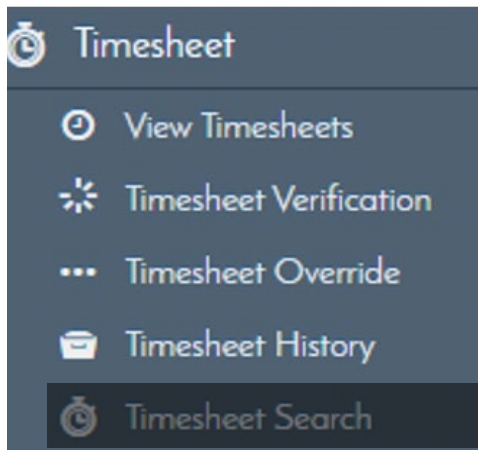 Timesheet
View Timesheets
Timesheet Verification
Timesheet Override
Timesheet History
Timesheet Search